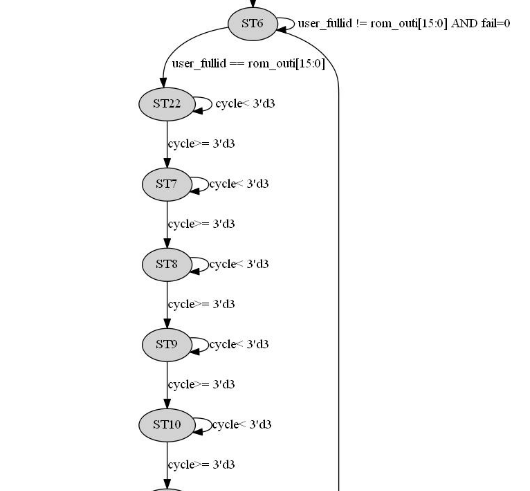 ST6
user_fullid != rom_outi[15:0] AND fail=0
user_fullid == rom_outi[15:0]
ST22
cycle< 3'd3
cycle>= 3'd3
ST7
cycle< 3'd3
cycle>= 3'd3
ST8
cycle< 3'd3
cycle>= 3'd3
ST9
cycle< 3'd3
cycle>= 3'd3
ST10
cycle< 3'd3
cycle>= 3'd3